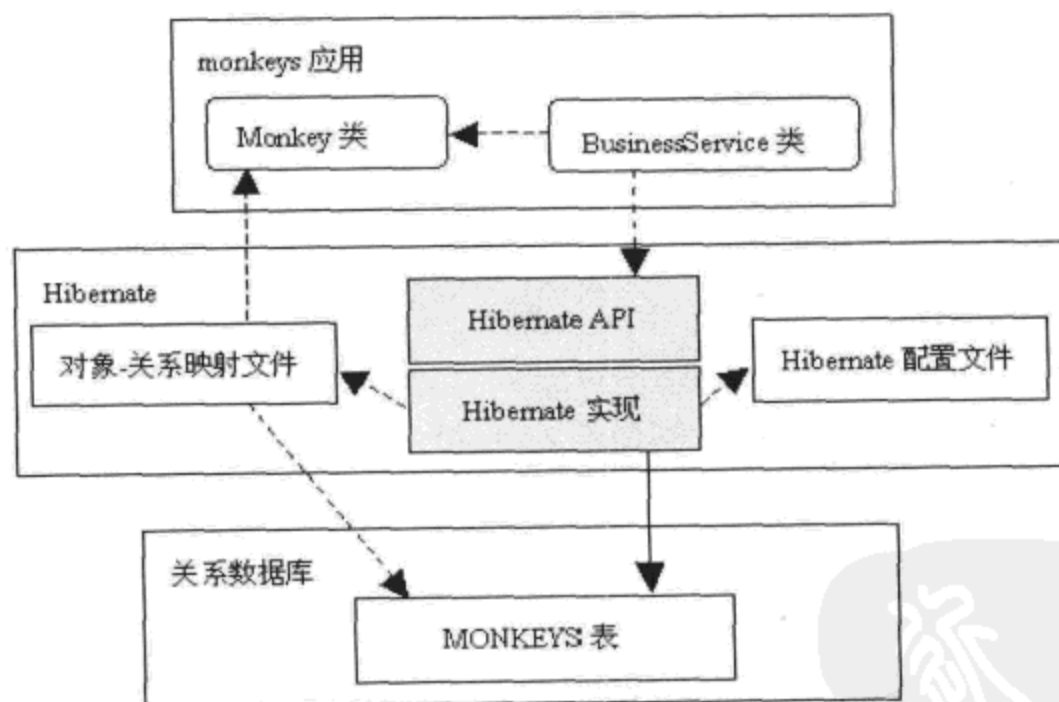 monkeys 应用
Monkey 类
BusinessService 类
Hibernate
Hibernate API
对象-关系映射文件
Hibernate 配置文件
Hibernate 实现
关系数据库
MONKEYS 表